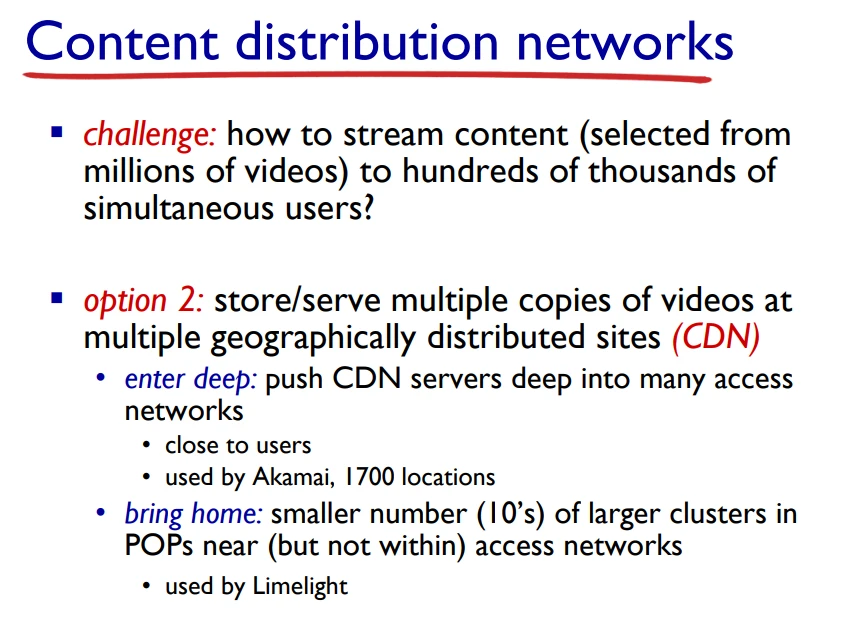 Content distribution networks
▪ challenge: how to stream content (selected from
millions of videos) to hundreds of thousands of
simultaneous users?
▪ option 2: store/serve multiple copies of videos at
multiple geographically distributed sites (CDN)
• enter deep: push CDN servers deep into many access
networks
• close to users
• used by Akamai, 1700 locations
• bring home: smaller number (10’s) of larger clusters in
POPs near (but not within) access networks
• used by Limelight